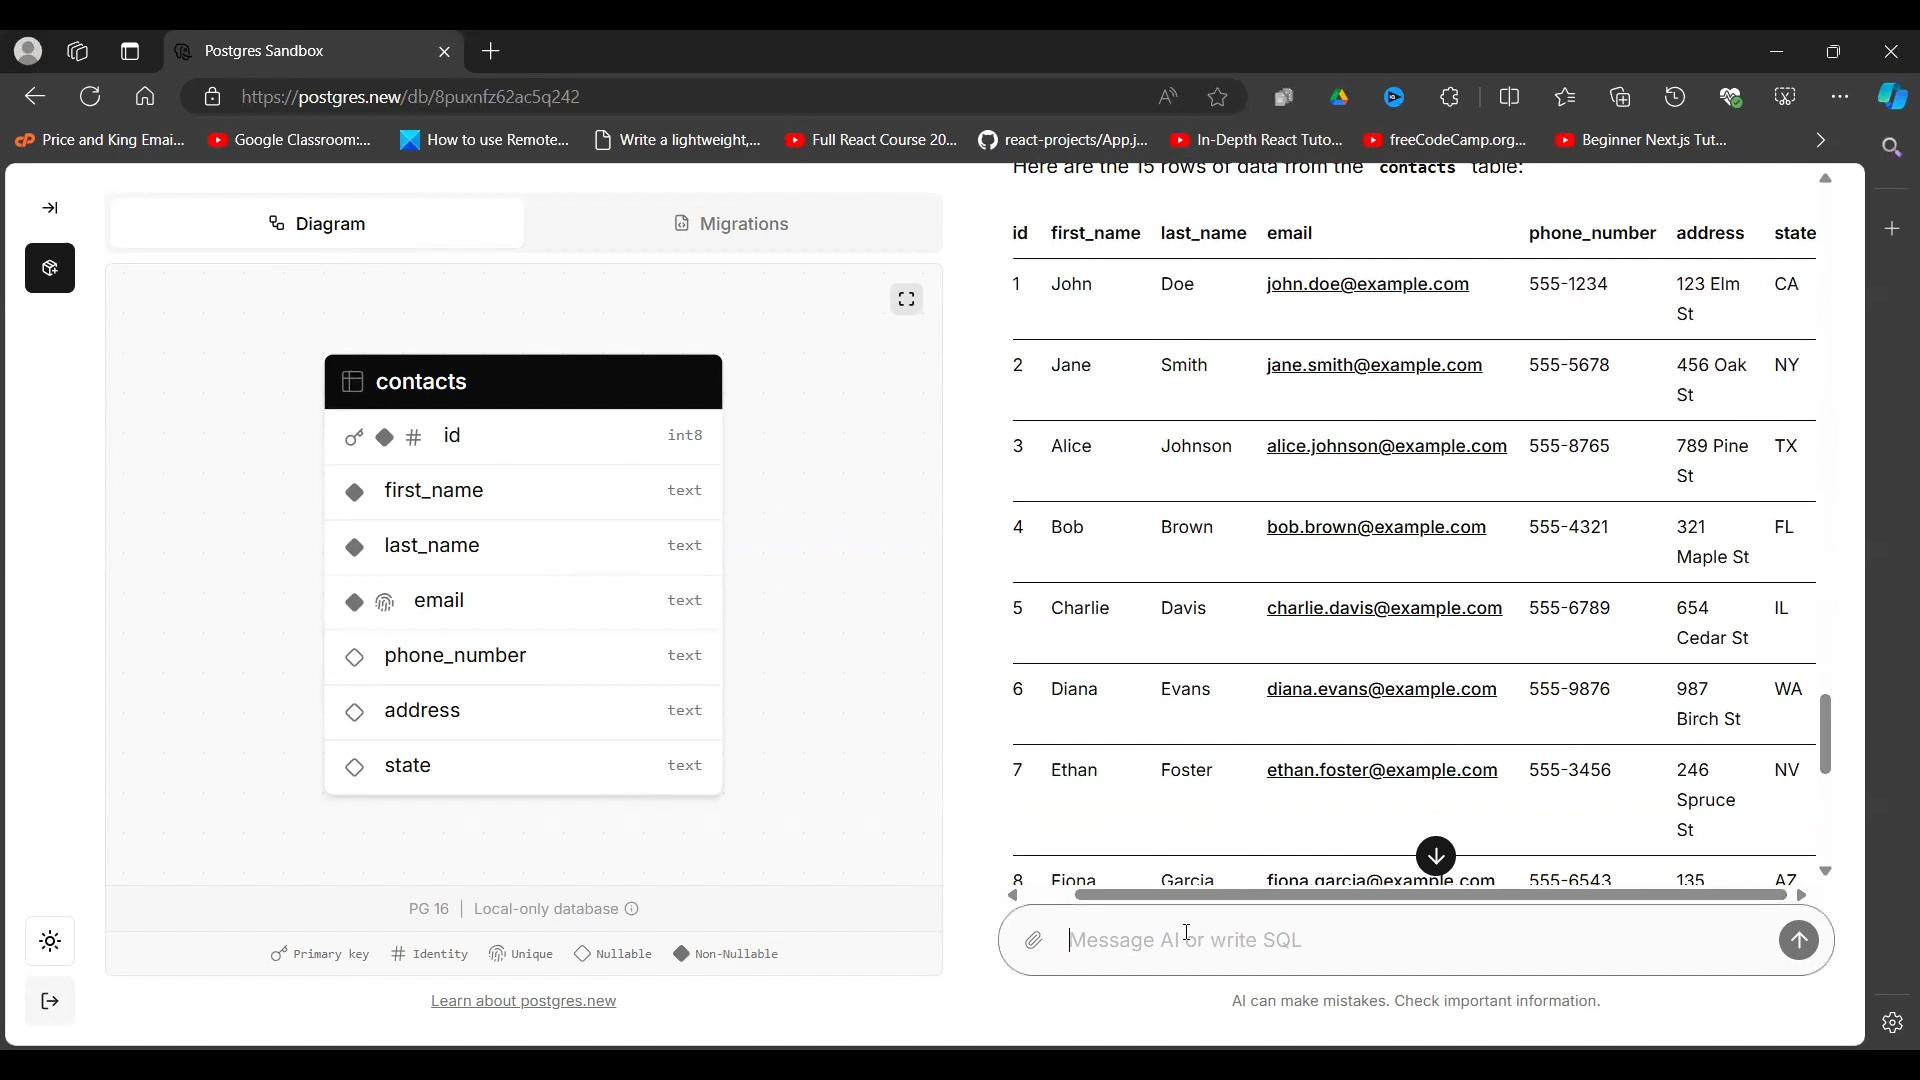 Postgres Sandbox
https://postgres.new/db/8puxnfz62ac5q242
Price and King Emai...
Google Classroom:...
How to use Remote...
Write a lightweight,...
Full React Course 20...
react-projects/App.j...
In-Depth React Tuto...
freeCodeCamp.org...
Beginner Next.js Tut...
Diagram
Migrations
contacts
id int8
first_name text
last_name text
email text
phone_number text
address text
state text
PG 16 | Local-only database
Primary key # Identity Unique Nullable Non-Nullable
Learn about postgres.new
Here are the 15 rows of data from the contacts table:
id first_name last_name email phone_number address state
1 John Doe john.doe@example.com 555-1234 123 Elm CA
St
2 Jane Smith jane.smith@example.com 555-5678 456 Oak NY
St
3 Alice Johnson alice.johnson@example.com 555-8765 789 Pine TX
St
4 Bob Brown bob.brown@example.com 555-4321 321 FL
Maple St
5 Charlie Davis charlie.davis@example.com 555-6789 654 IL
Cedar St
6 Diana Evans diana.evans@example.com 555-9876 987 WA
Birch St
7 Ethan Foster ethan.foster@example.com 555-3456 246 NV
Spruce
St
8 Fiona Garcia fiona.garcia@example.com 555-6543 135 AZ
Message AI or write SQL
AI can make mistakes. Check important information.